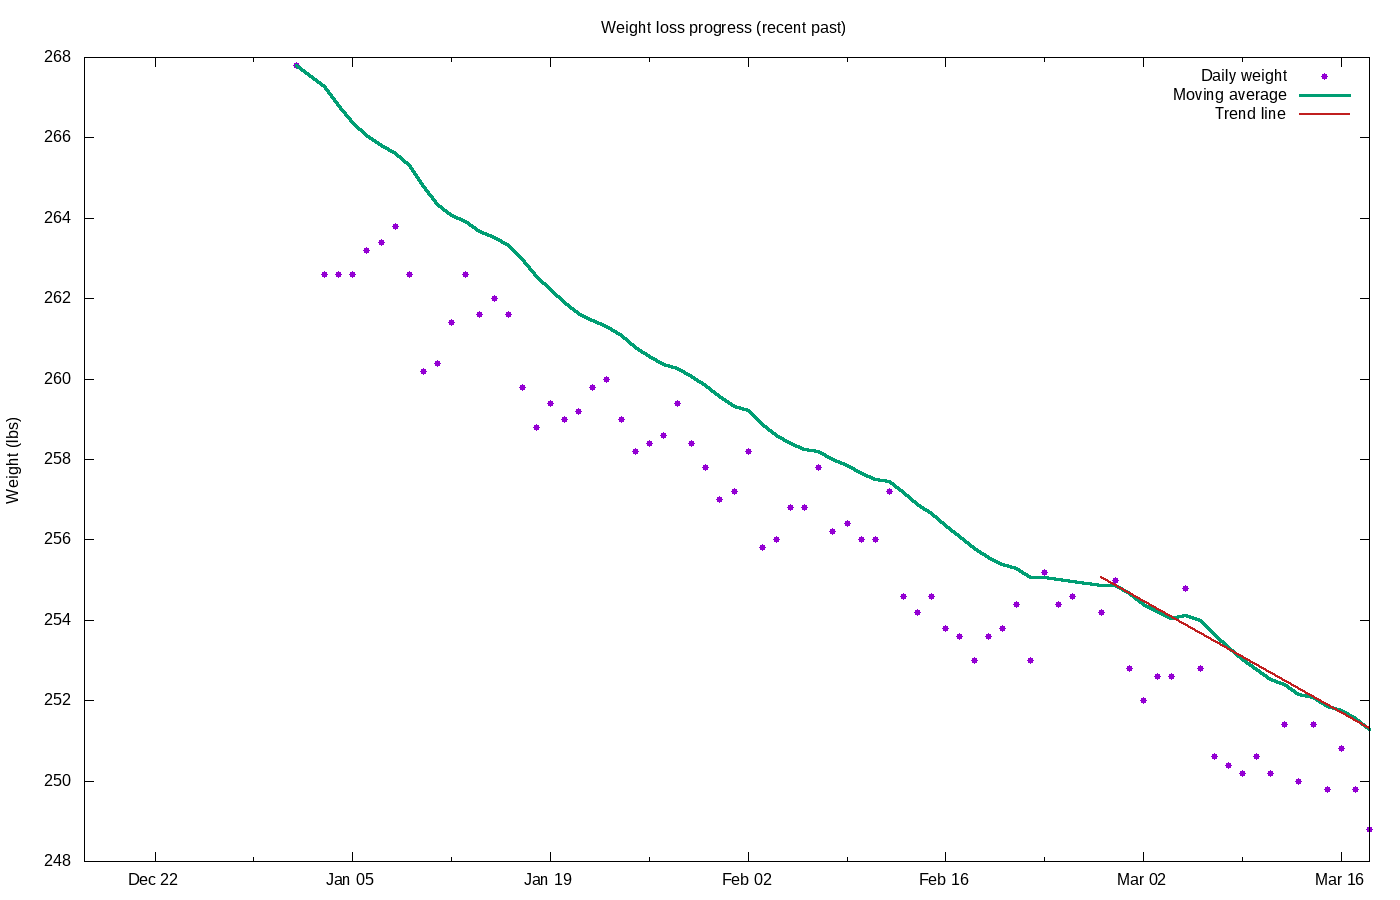 Weight loss progress (recent past)
268
266
264
262
260
258
256
254
252
250
248
Weight (lbs)
Daily weight
Moving average
Trend line
Dec 22
Jan 05
Jan 19
Feb 02
Feb 16
Mar 02
Mar 16